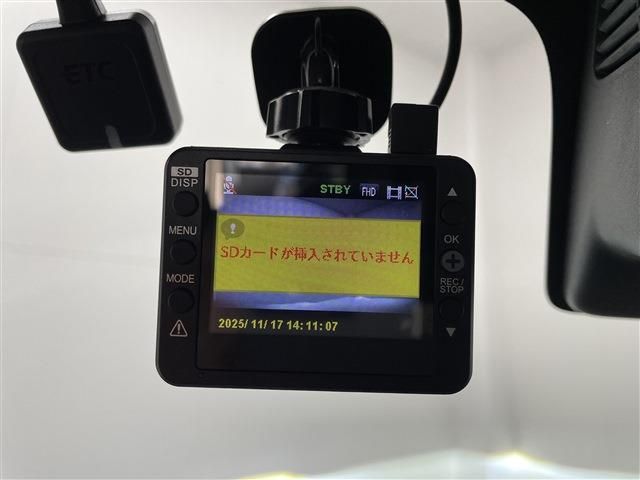 ETC
SD
DISP
MENU
MODE
STBY FHD
SDカードが挿入されていません
2025/11/17 14:11:07
OK
REC/
STOP